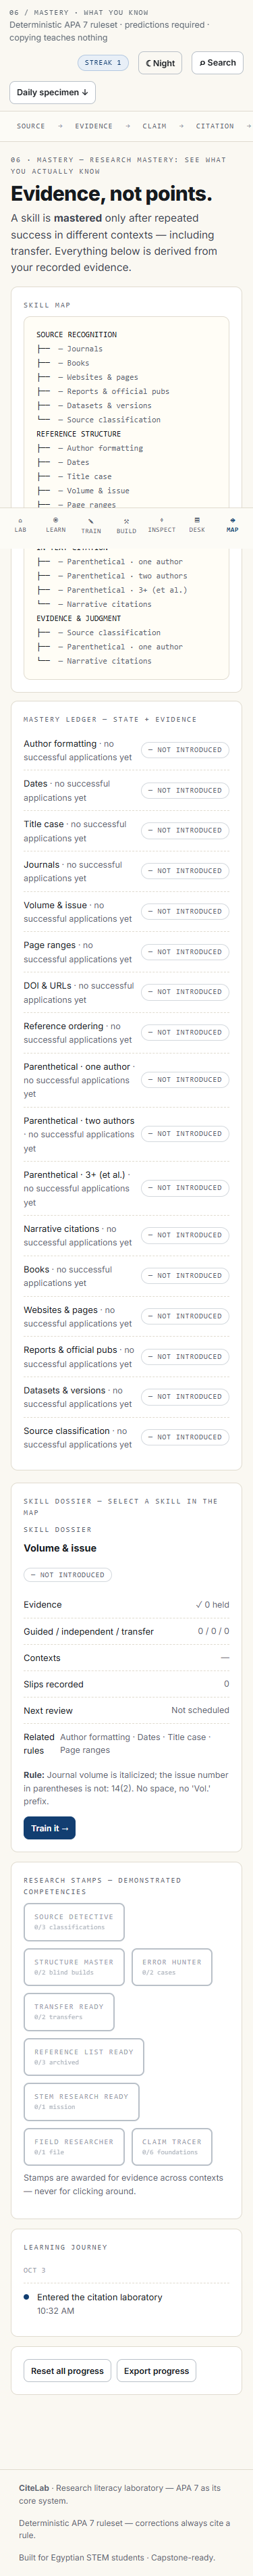 06 / MASTERY · WHAT YOU KNOW
Deterministic APA 7 ruleset · predictions required ·
copying teaches nothing
STREAK 1
☾ Night
⌕ Search
Daily specimen ↓
SOURCE → EVIDENCE → CLAIM → CITATION →
06 · MASTERY — RESEARCH MASTERY: SEE WHAT
YOU ACTUALLY KNOW
Evidence, not points.
A skill is mastered only after repeated
success in different contexts — including
transfer. Everything below is derived from
your recorded evidence.
SKILL MAP
SOURCE RECOGNITION
├── — Journals
├── — Books
├── — Websites & pages
├── — Reports & official pubs
├── — Datasets & versions
└── — Source classification
REFERENCE STRUCTURE
├── — Author formatting
├── — Dates
├── — Title case
├── — Volume & issue
├── — Page ranges
LAB LEARN TRAIN BUILD INSPECT DESK MAP
├── — Parenthetical · one author
├── — Parenthetical · two authors
├── — Parenthetical · 3+ (et al.)
└── — Narrative citations
EVIDENCE & JUDGMENT
├── — Source classification
├── — Parenthetical · one author
└── — Narrative citations
MASTERY LEDGER — STATE + EVIDENCE
Author formatting · no
successful applications yet
— NOT INTRODUCED
Dates · no successful
applications yet
— NOT INTRODUCED
Title case · no successful
applications yet
— NOT INTRODUCED
Journals · no successful
applications yet
— NOT INTRODUCED
Volume & issue · no
successful applications yet
— NOT INTRODUCED
Page ranges · no
successful applications yet
— NOT INTRODUCED
DOI & URLs · no successful
applications yet
— NOT INTRODUCED
Reference ordering · no
successful applications yet
— NOT INTRODUCED
Parenthetical · one author ·
no successful applications
yet
— NOT INTRODUCED
Parenthetical · two authors
· no successful applications
yet
— NOT INTRODUCED
Parenthetical · 3+ (et al.) ·
no successful applications
yet
— NOT INTRODUCED
Narrative citations · no
successful applications yet
— NOT INTRODUCED
Books · no successful
applications yet
— NOT INTRODUCED
Websites & pages · no
successful applications yet
— NOT INTRODUCED
Reports & official pubs · no
successful applications yet
— NOT INTRODUCED
Datasets & versions · no
successful applications yet
— NOT INTRODUCED
Source classification · no
successful applications yet
— NOT INTRODUCED
SKILL DOSSIER — SELECT A SKILL IN THE
MAP
SKILL DOSSIER
Volume & issue
— NOT INTRODUCED
Evidence ✓ 0 held
Guided / independent / transfer 0 / 0 / 0
Contexts —
Slips recorded 0
Next review Not scheduled
Related rules
Author formatting · Dates · Title case ·
Page ranges
Rule: Journal volume is italicized; the issue number
in parentheses is not: 14(2). No space, no 'Vol.'
prefix.
Train it →
RESEARCH STAMPS — DEMONSTRATED
COMPETENCIES
SOURCE DETECTIVE
0/3 classifications
STRUCTURE MASTER
0/2 blind builds
ERROR HUNTER
0/2 cases
TRANSFER READY
0/2 transfers
REFERENCE LIST READY
0/3 archived
STEM RESEARCH READY
0/1 mission
FIELD RESEARCHER
0/1 file
CLAIM TRACER
0/6 foundations
Stamps are awarded for evidence across contexts
— never for clicking around.
LEARNING JOURNEY
OCT 3
Entered the citation laboratory
10:32 AM
Reset all progress
Export progress
CiteLab · Research literacy laboratory — APA 7 as its
core system.
Deterministic APA 7 ruleset — corrections always cite a
rule.
Built for Egyptian STEM students · Capstone-ready.